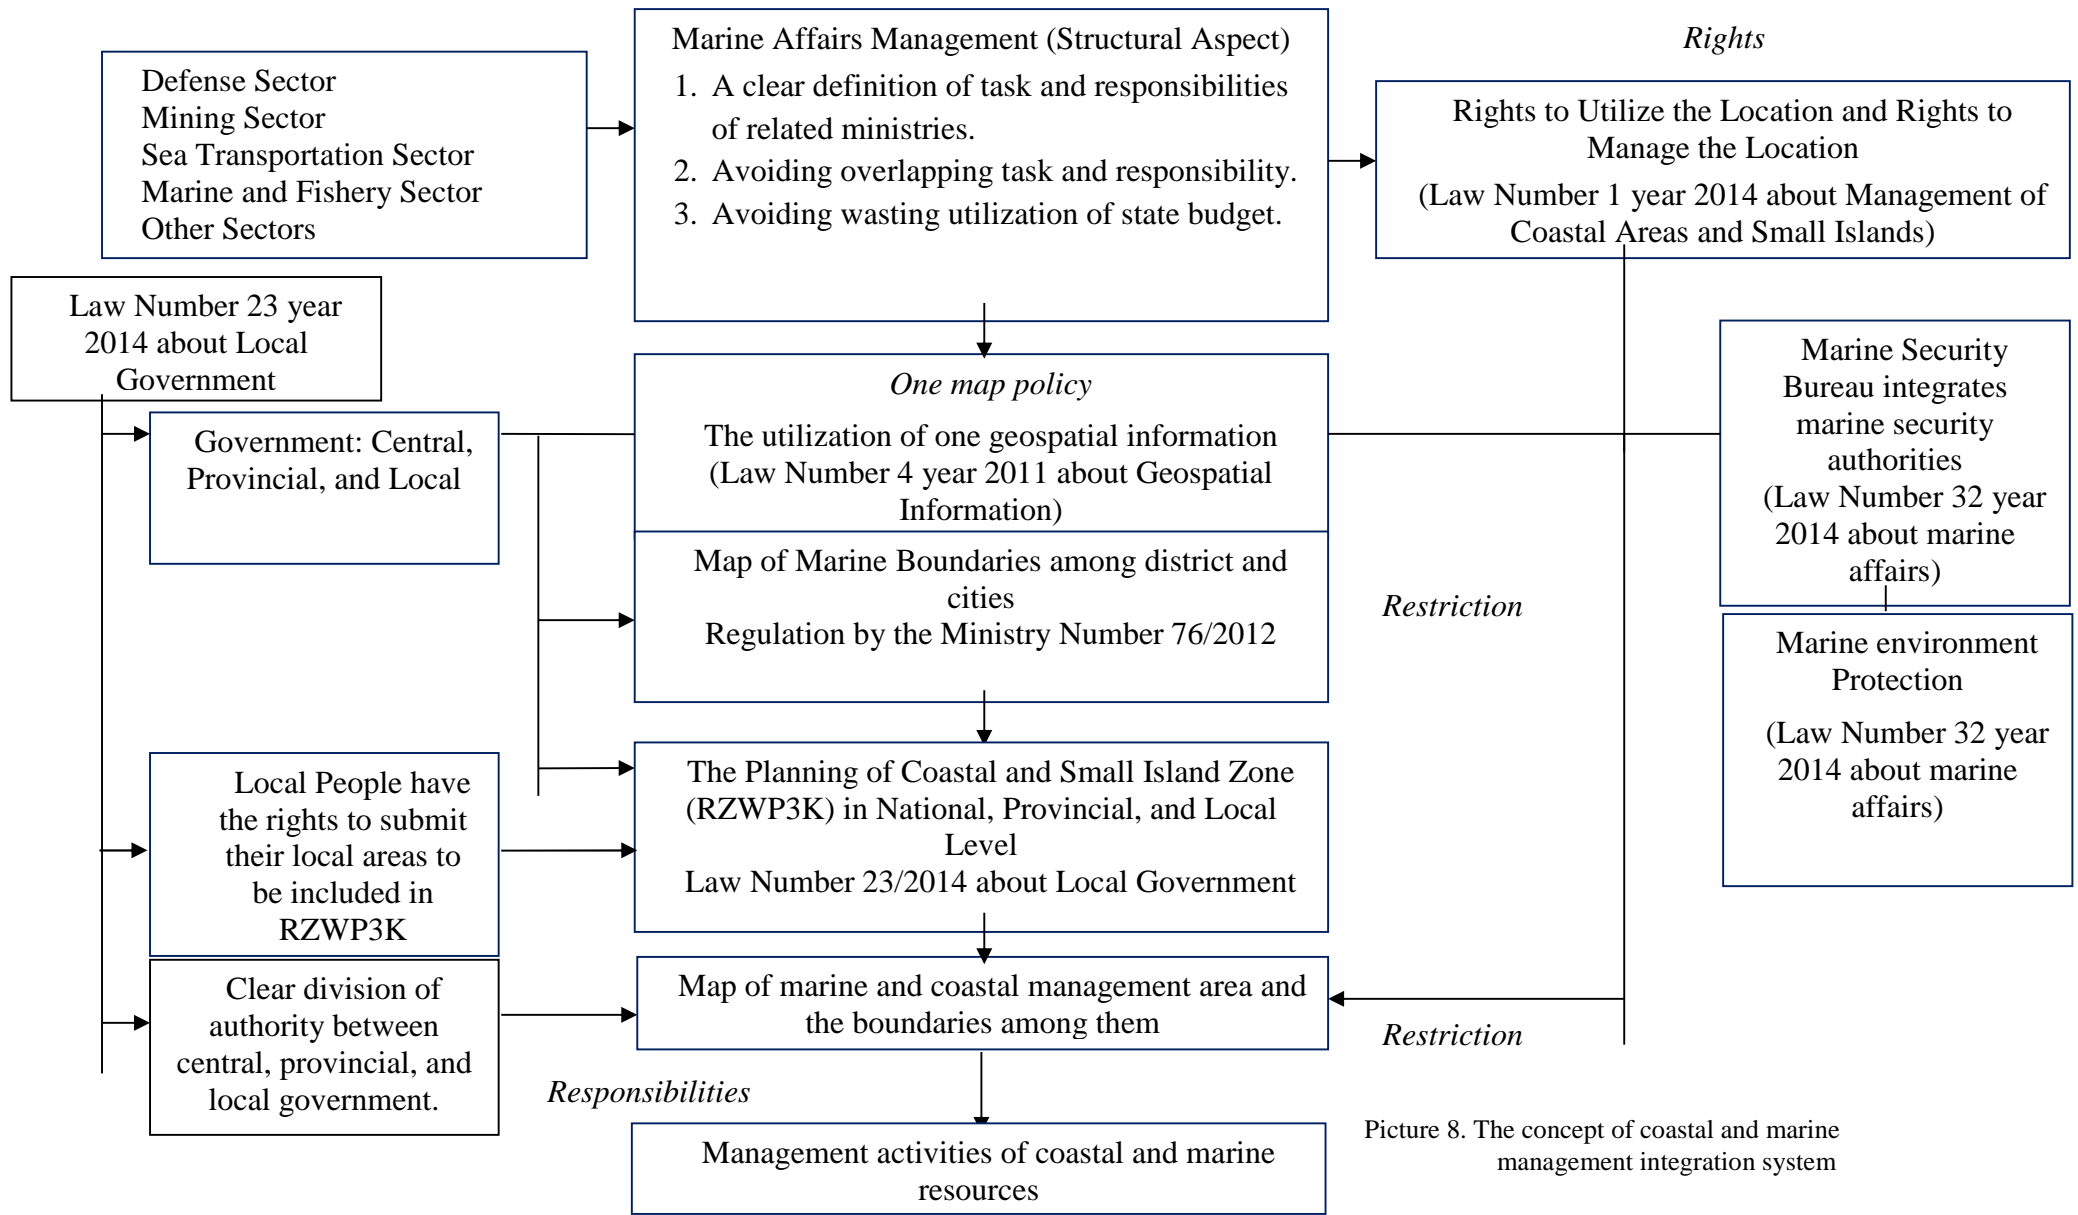 Defense Sector
Mining Sector
Sea Transportation Sector
Marine and Fishery Sector
Other Sectors
Marine Affairs Management (Structural Aspect)
1. A clear definition of task and responsibilities
of related ministries.
2. Avoiding overlapping task and responsibility.
3. Avoiding wasting utilization of state budget.
Rights
Rights to Utilize the Location and Rights to
Manage the Location
(Law Number 1 year 2014 about Management of
Coastal Areas and Small Islands)
Law Number 23 year
2014 about Local
Government
Government: Central,
Provincial, and Local
One map policy
The utilization of one geospatial information
(Law Number 4 year 2011 about Geospatial
Information)
Map of Marine Boundaries among district and
cities
Regulation by the Ministry Number 76/2012
Restriction
Marine Security
Bureau integrates
marine security
authorities
(Law Number 32 year
2014 about marine
affairs)
Marine environment
Protection
(Law Number 32 year
2014 about marine
affairs)
Local People have
the rights to submit
their local areas to
be included in
RZWP3K
The Planning of Coastal and Small Island Zone
(RZWP3K) in National, Provincial, and Local
Level
Law Number 23/2014 about Local Government
Clear division of
authority between
central, provincial, and
local government.
Map of marine and coastal management area and
the boundaries among them
Restriction
Responsibilities
Management activities of coastal and marine
resources
Picture 8. The concept of coastal and marine
management integration system